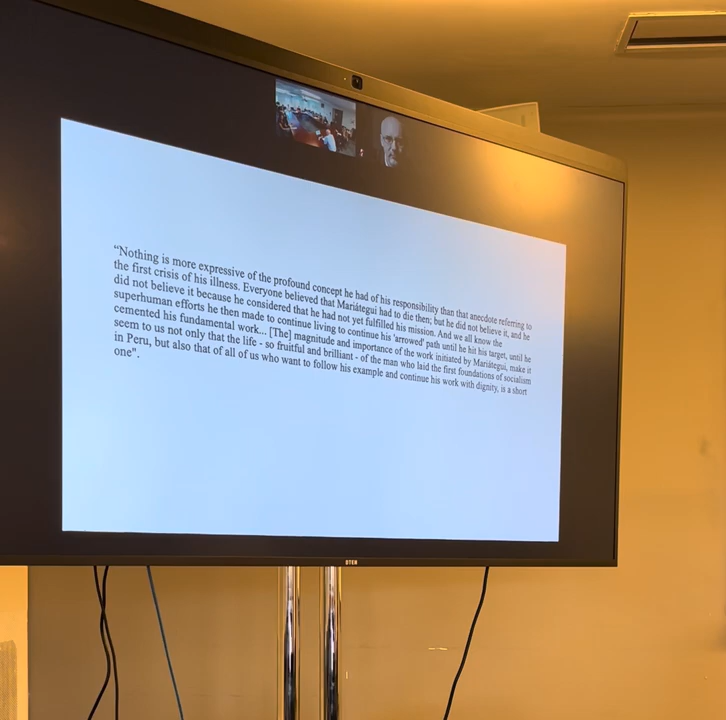 “Nothing is more expressive of the profound concept he had of his responsibility than that anecdote referring to
the first crisis of his illness. Everyone believed that Mariátegui had to die then; but he did not believe it, and he
did not believe it because he considered that he had not yet fulfilled his mission. And we all know the
superhuman efforts he then made to continue living to continue his 'arrowed' path until he hit his target, until he
cemented his fundamental work... [The] magnitude and importance of the work initiated by Mariátegui, make it
seem to us not only that the life - so fruitful and brilliant - of the man who laid the first foundations of socialism
in Peru, but also that of all of us who want to follow his example and continue his work with dignity, is a short
one”.
DTEN